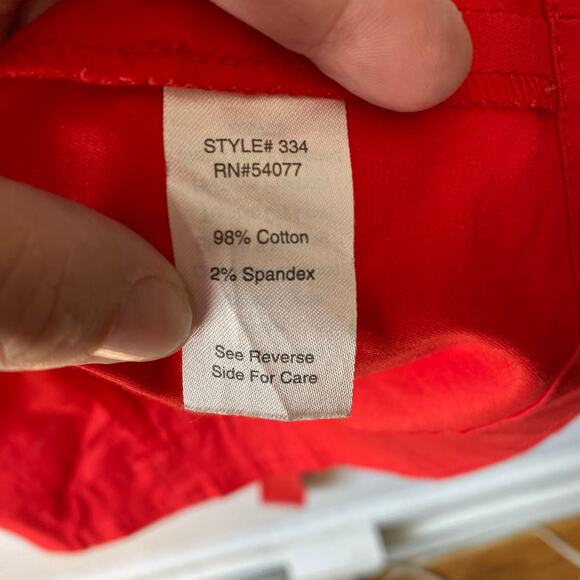 STYLE# 334
RN#54077
98% Cotton
2% Spandex
See Reverse
Side For Care